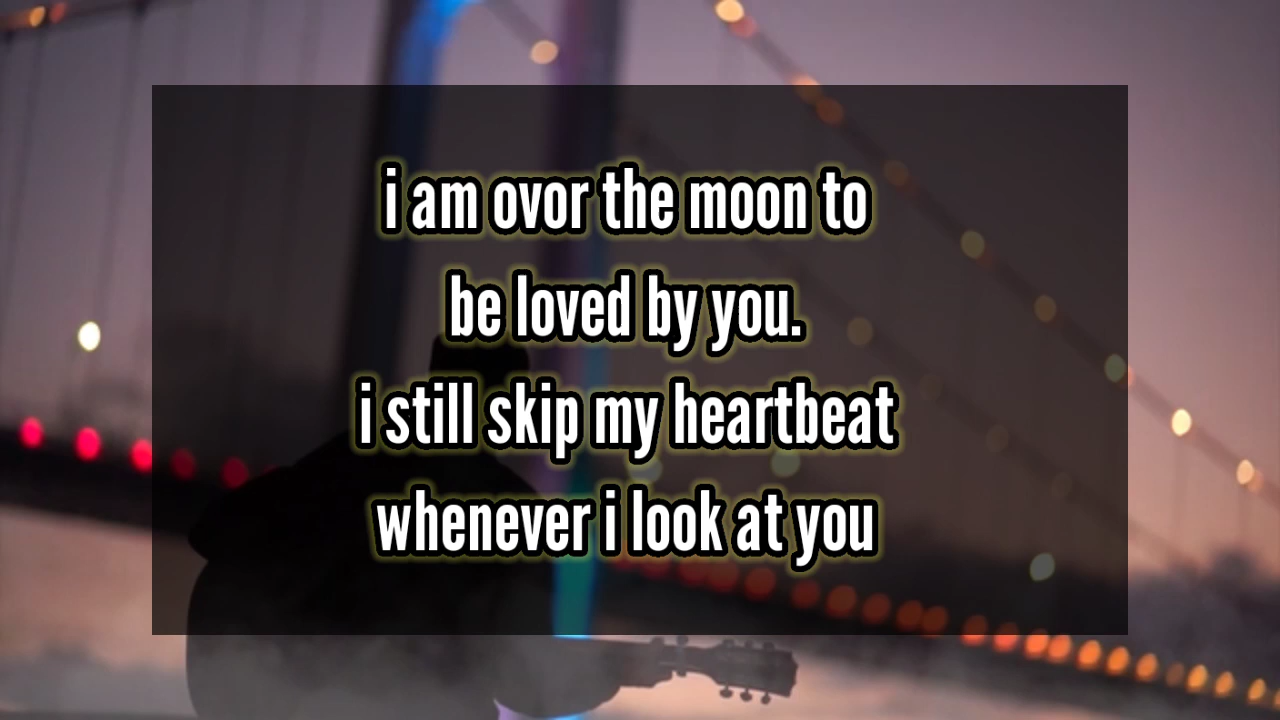 i am ovor the moon to
be loved by you.
i still skip my heartbeat
whenever i look at you